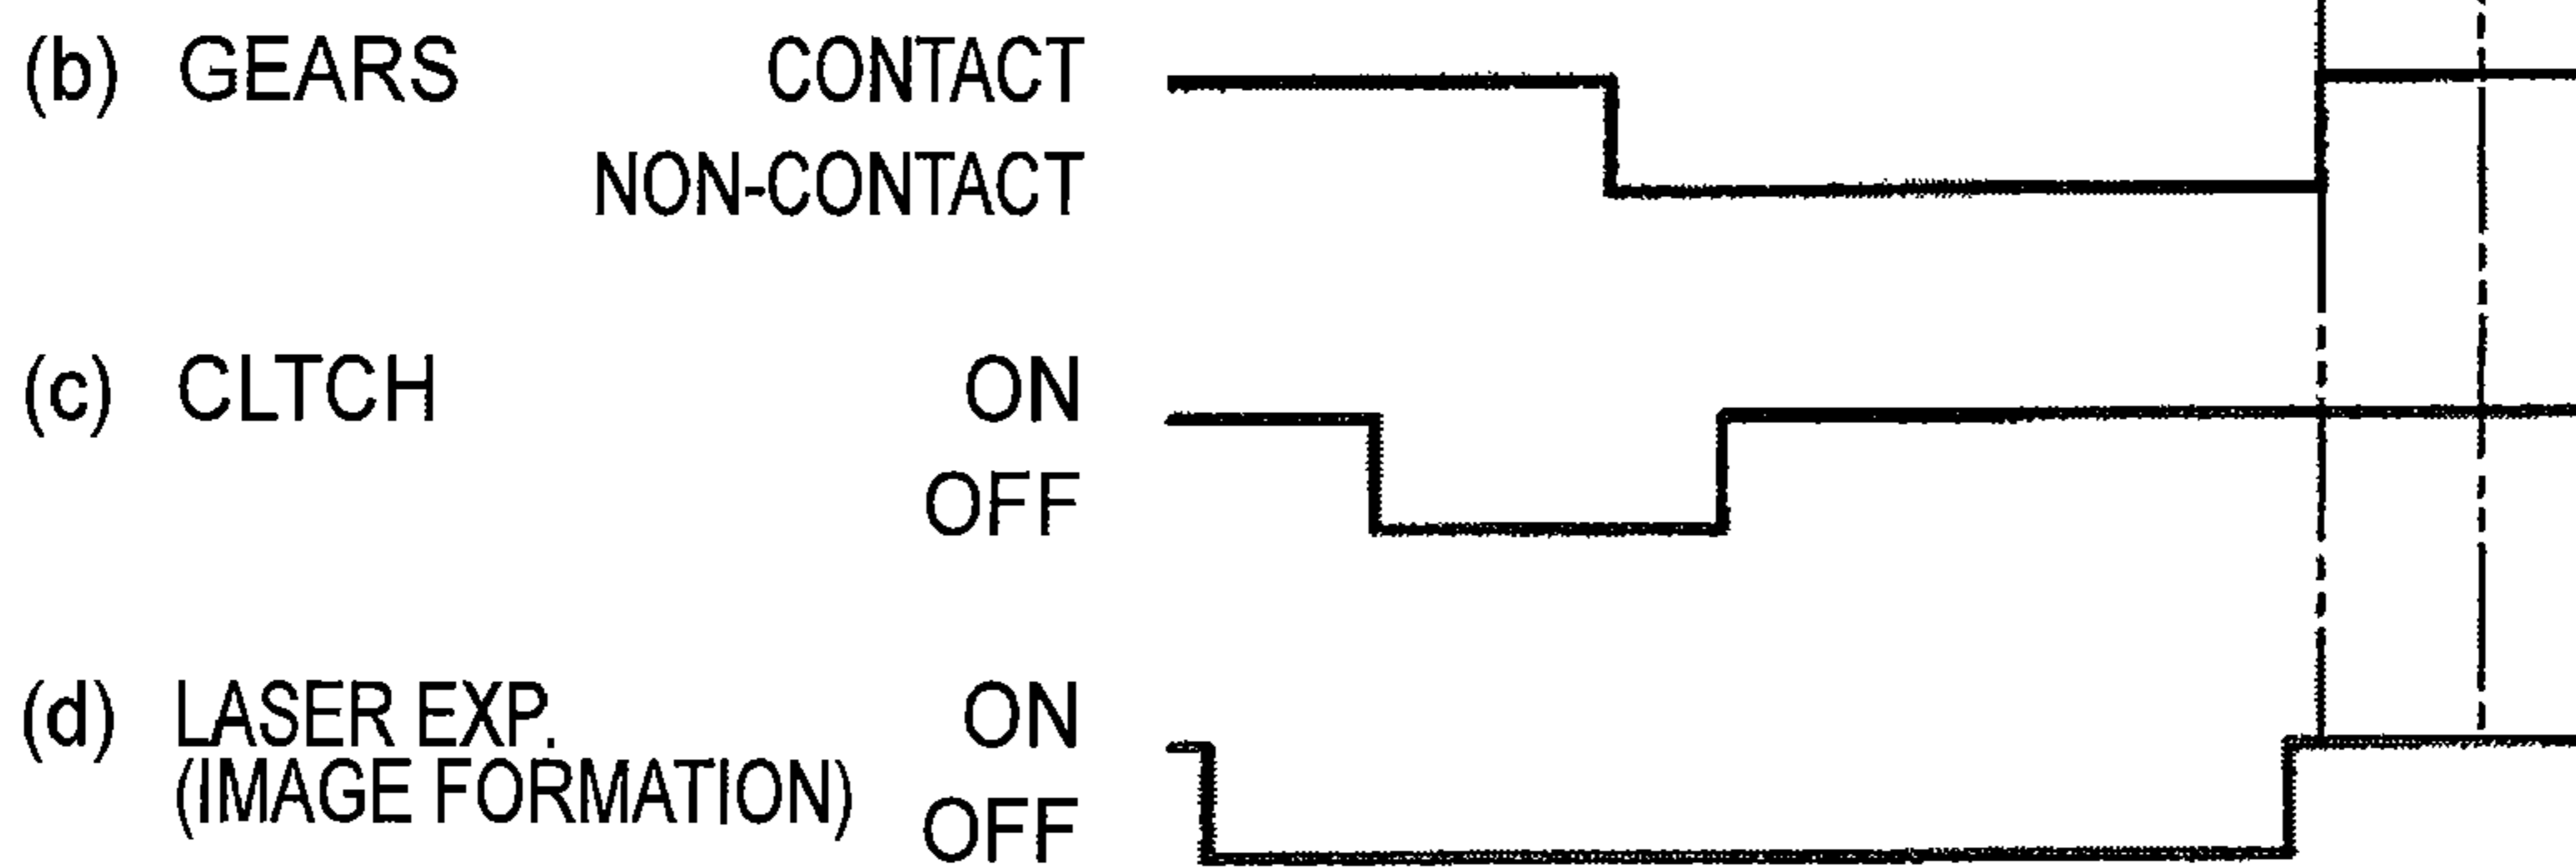 (b) GEARS CONTACT
NON-CONTACT
(c) CLTCH ON
OFF
(d) LASER EXP. ON
(IMAGE FORMATION) OFF